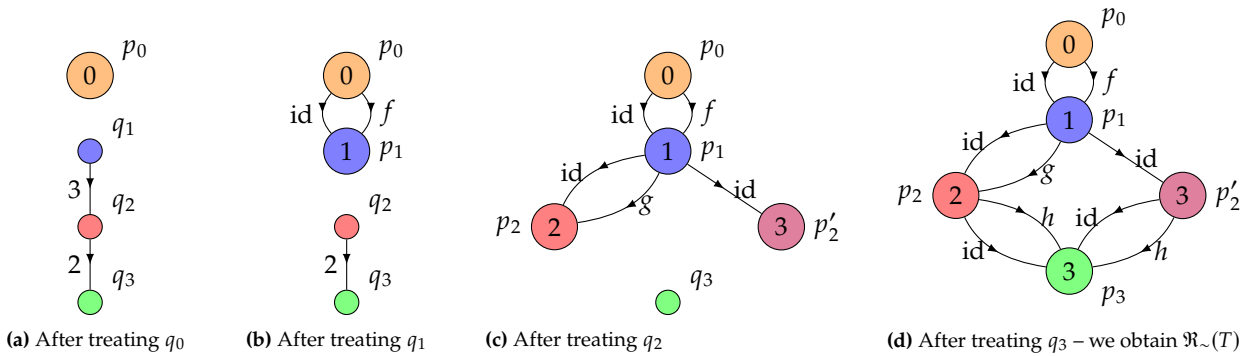 p₀
0
q₁
3
q₂
2
q₃
(a) After treating q₀
p₀
0
id f
1 p₁
q₂
2
q₃
(b) After treating q₁
p₀
0
id f
1 p₁
id g id
p₂ 2 3 p′₂
q₃
(c) After treating q₂
p₀
0
id f
1 p₁
id g id
p₂ 2 3 p′₂
id h id h
3
p₃
(d) After treating q₃ – we obtain ℜ∼(T)